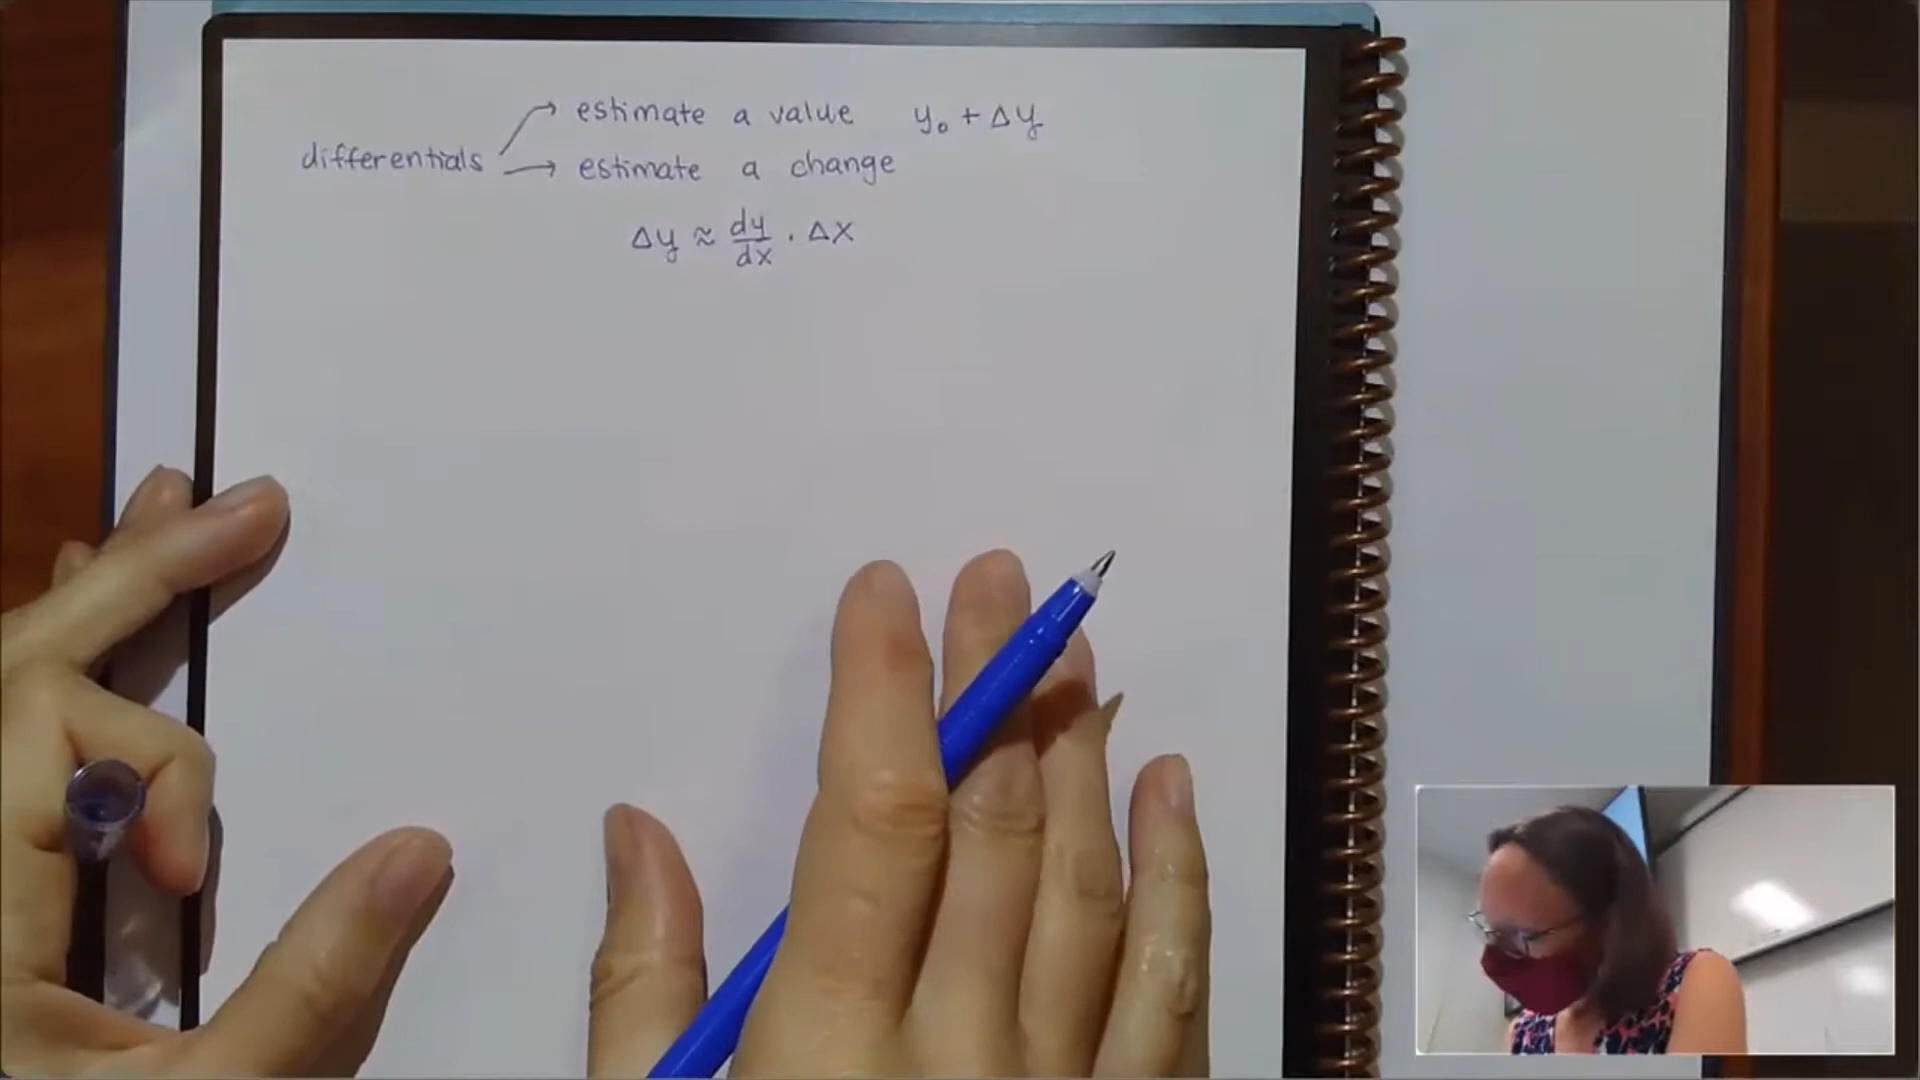 estimate a value y₀ + Δy
differentials
estimate a change
Δy ≈ dy/dx · Δx